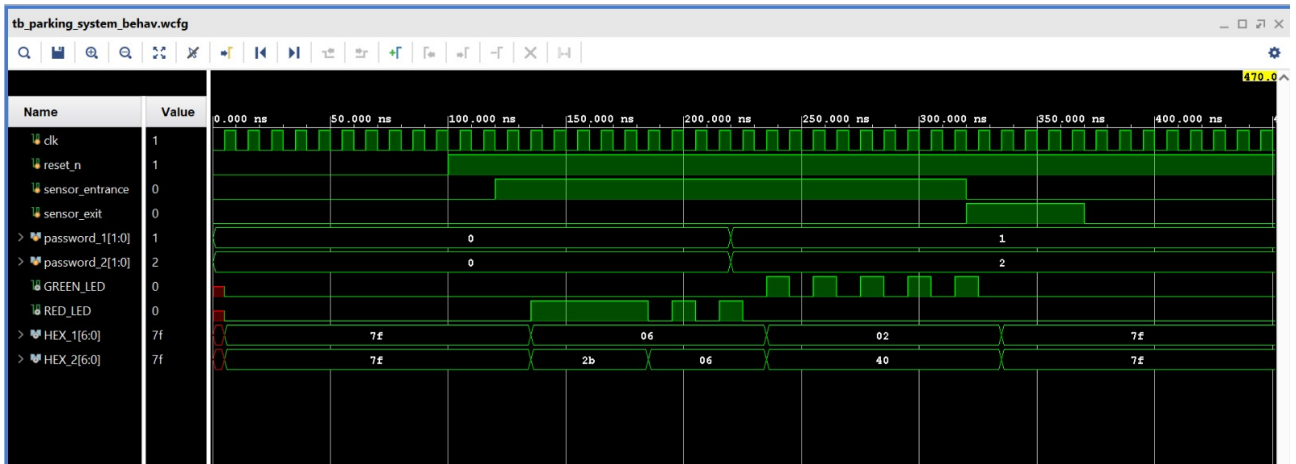 tb_parking_system_behav.wcfg
470.0
Name Value
0.000 ns 50.000 ns 100.000 ns 150.000 ns 200.000 ns 250.000 ns 300.000 ns 350.000 ns 400.000 ns
clk 1
reset_n 1
sensor_entrance 0
sensor_exit 0
> password_1[1:0] 1 0 1
> password_2[1:0] 2 0 2
GREEN_LED 0
RED_LED 0
> HEX_1[6:0] 7f 7f 06 02 7f
> HEX_2[6:0] 7f 7f 2b 06 40 7f